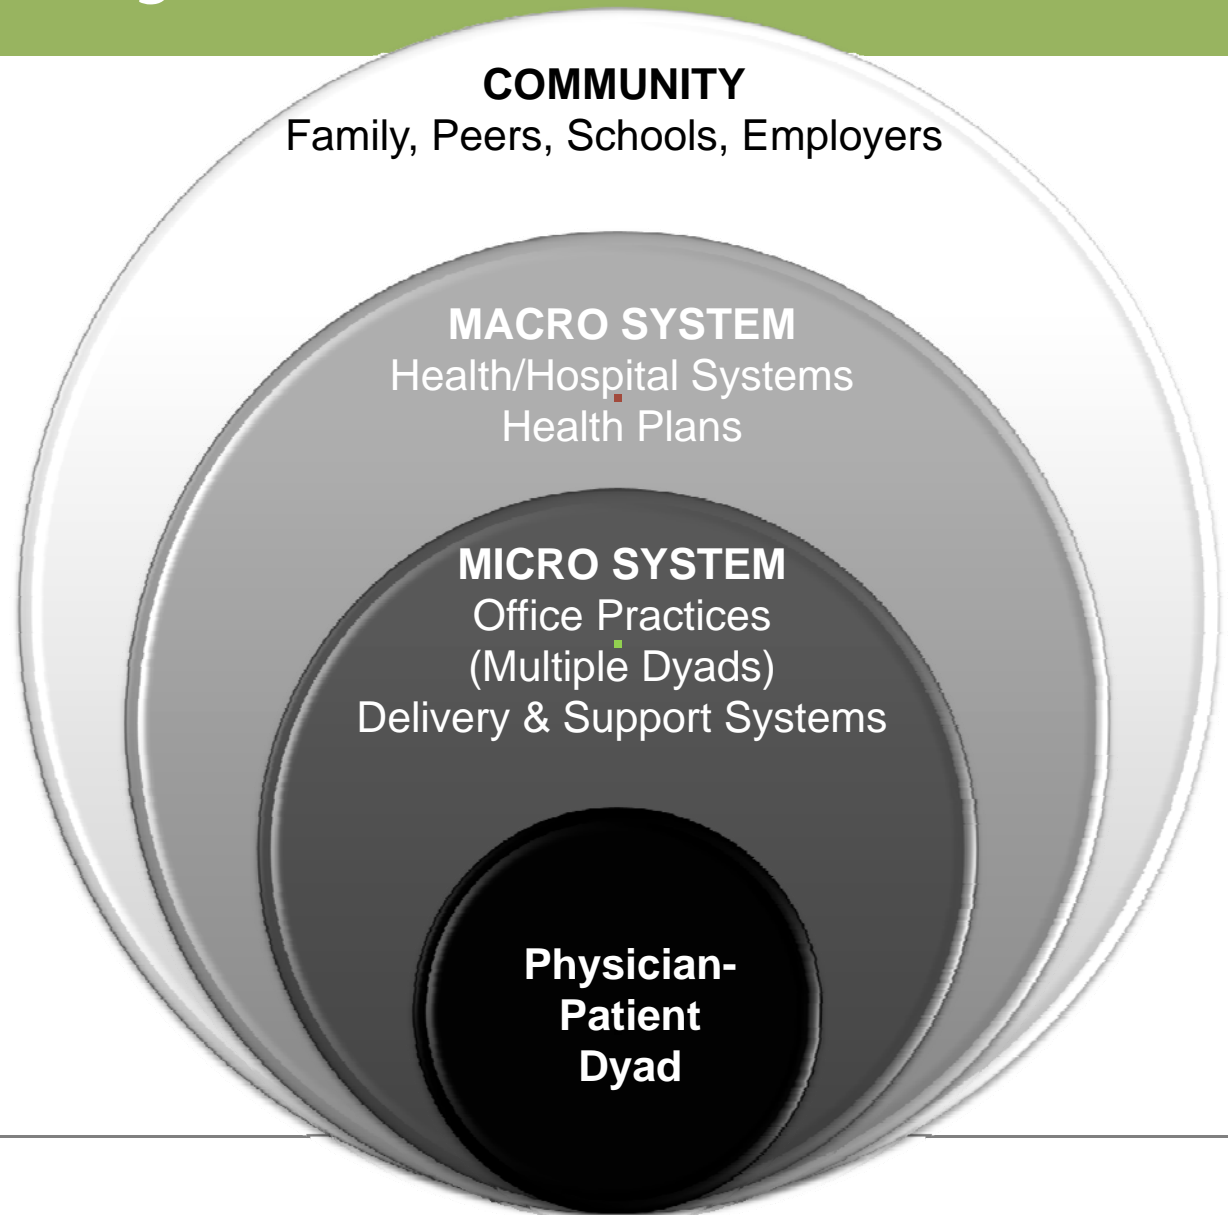 COMMUNITY
Family, Peers, Schools, Employers
MACRO SYSTEM
Health/Hospital Systems
Health Plans
MICRO SYSTEM
Office Practices
(Multiple Dyads)
Delivery & Support Systems
Physician-
Patient
Dyad